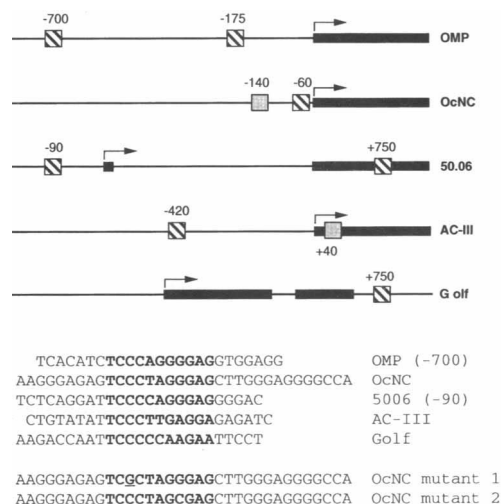 -700 -175 OMP
-140 -60 OcNC
-90 +750 50.06
-420 AC-III
+40
+750 G olf
TCACATCTCCCAGGGGAGGTGGAGG OMP (-700)
AAGGGAGAGTCCCTAGGGAGCTTGGGAGGGGCCA OcNC
TCTCAGGATTCCCCAGGGAGGGGAC 5006 (-90)
CTGTATATTCCCTTGAGGAGAGATC AC-III
AAGACCAATTCCCCCAAGAATTCCT Golf
AAGGGAGAGTCGCTAGGGAGCTTGGGAGGGGCCA OcNC mutant 1
AAGGGAGAGTCCCTAGCGAGCTTGGGAGGGGCCA OcNC mutant 2